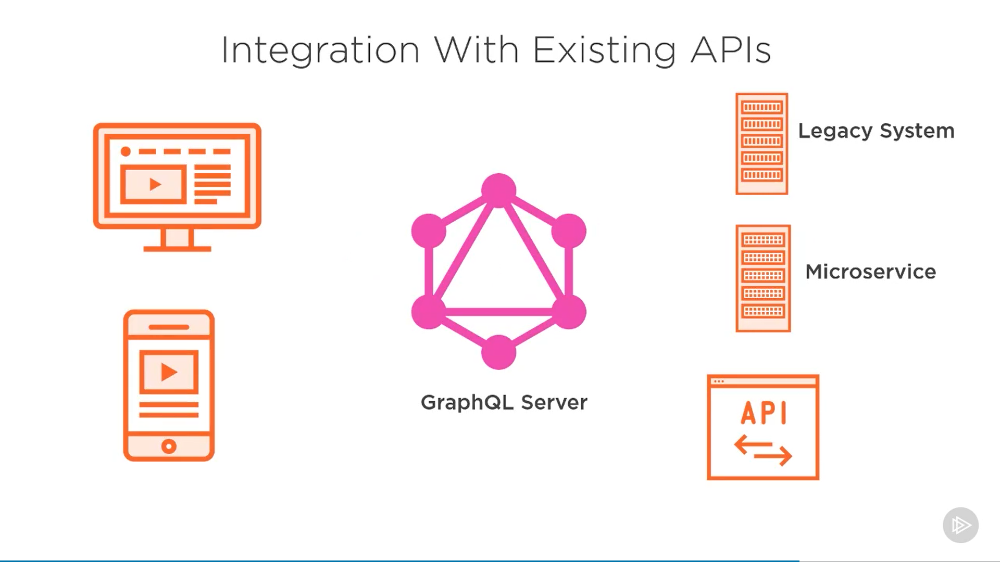 Integration With Existing APIs
Legacy System
Microservice
GraphQL Server
API